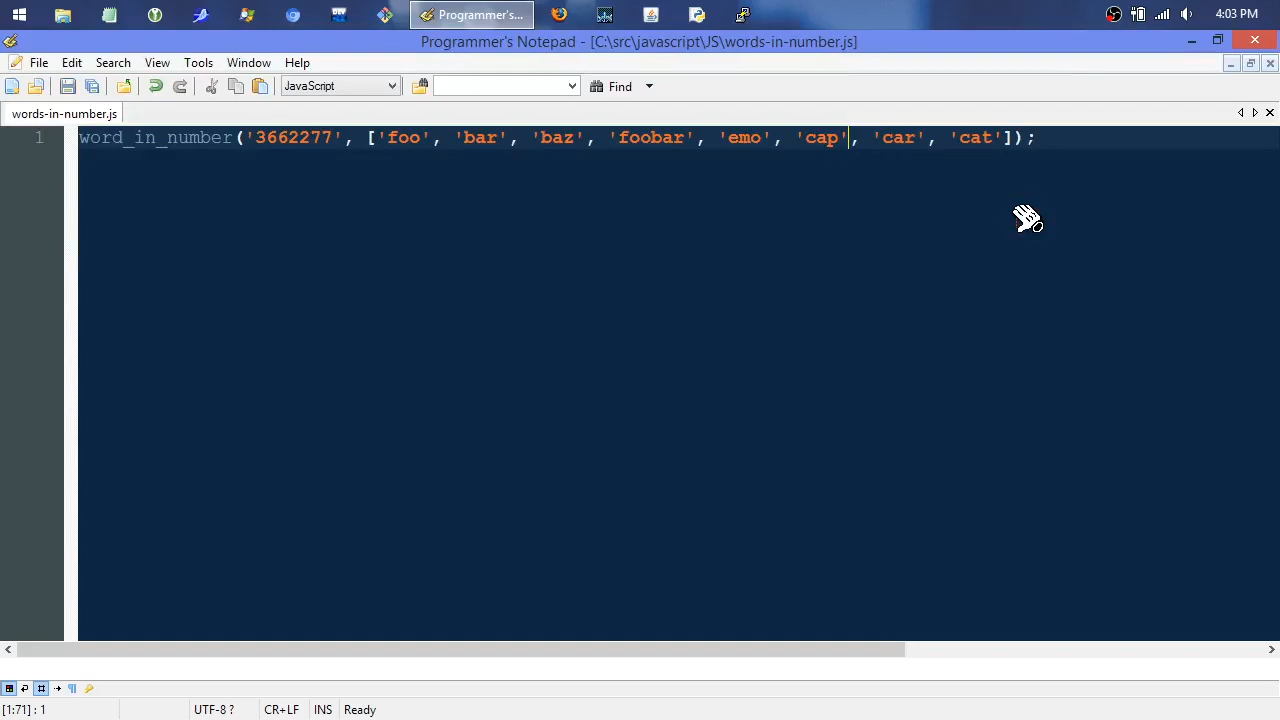 Programmer's...
4:03 PM
Programmer's Notepad - [C:\src\javascript\JS\words-in-number.js]
File Edit Search View Tools Window Help
JavaScript Find
words-in-number.js
1 word_in_number('3662277', ['foo', 'bar', 'baz', 'foobar', 'emo', 'cap', 'car', 'cat']);
[1:71] : 1 UTF-8 ? CR+LF INS Ready